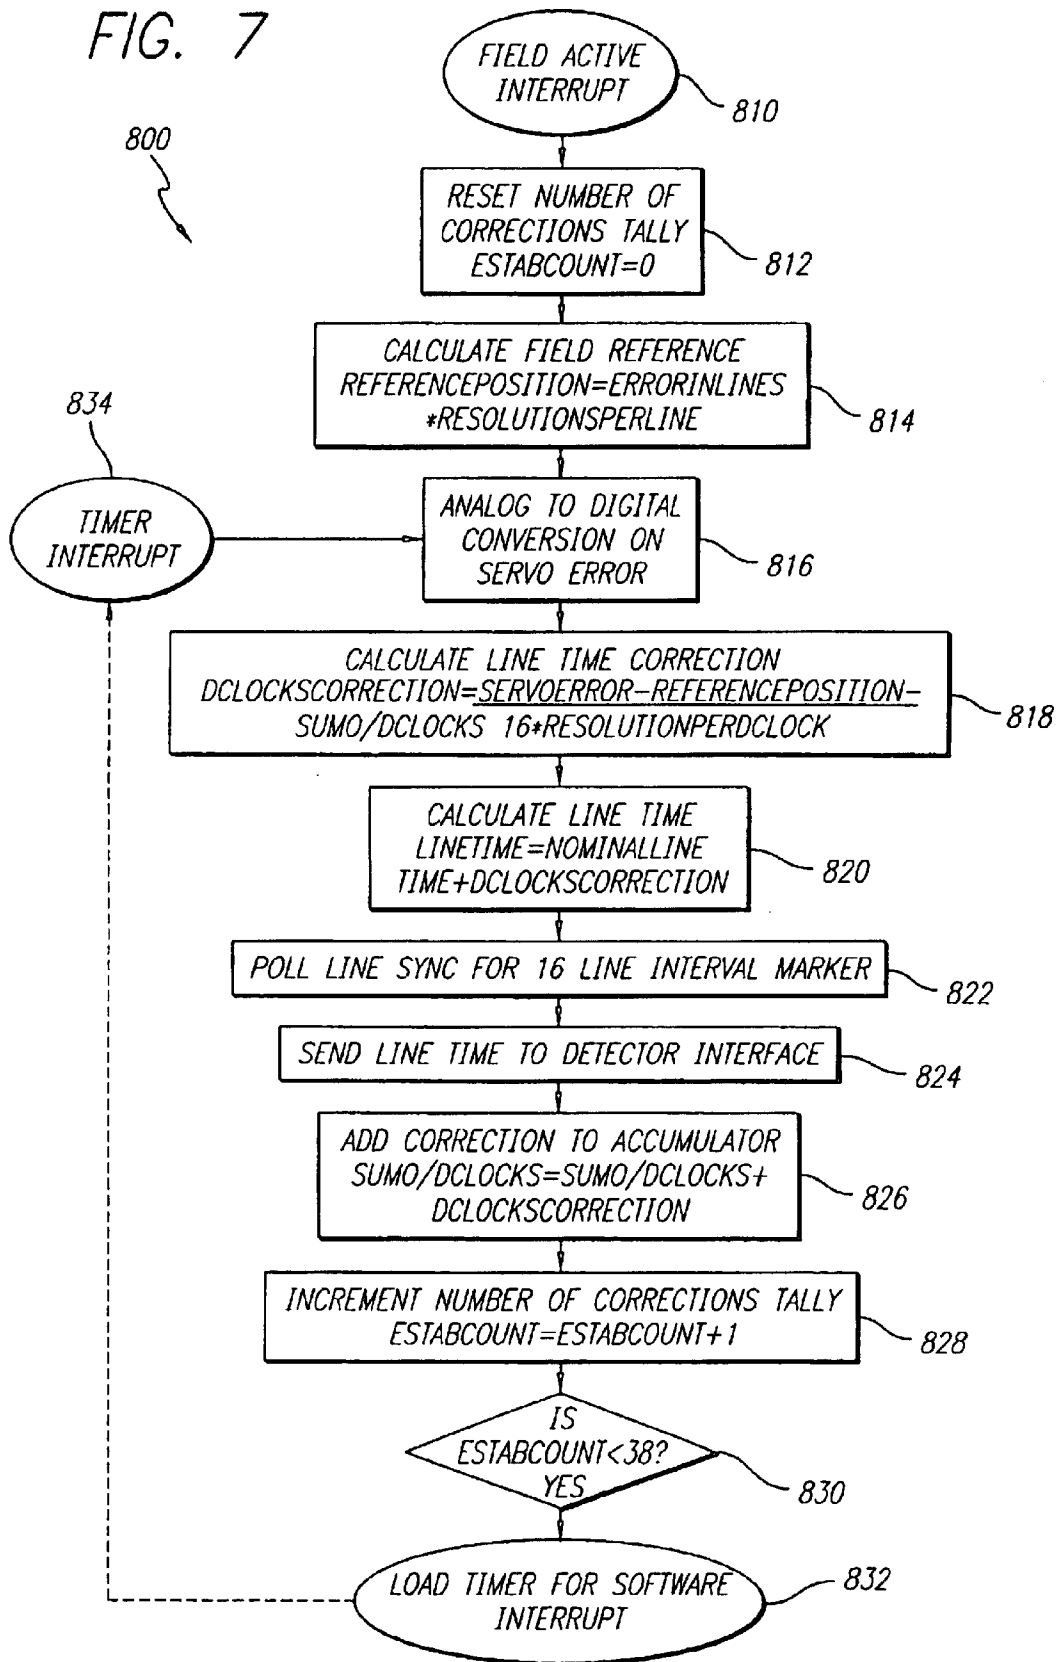 FIG. 7
800
FIELD ACTIVE
INTERRUPT
810
RESET NUMBER OF
CORRECTIONS TALLY
ESTABCOUNT=0
812
CALCULATE FIELD REFERENCE
REFERENCEPOSITION=ERRORINLINES
*RESOLUTIONSPERLINE
814
834
TIMER
INTERRUPT
ANALOG TO DIGITAL
CONVERSION ON
SERVO ERROR
816
CALCULATE LINE TIME CORRECTION
DCLOCKSCORRECTION=SERVOERROR-REFERENCEPOSITION-
SUMO/DCLOCKS 16*RESOLUTIONPERDCLOCK
818
CALCULATE LINE TIME
LINETIME=NOMINALLINE
TIME+DCLOCKSCORRECTION
820
POLL LINE SYNC FOR 16 LINE INTERVAL MARKER
822
SEND LINE TIME TO DETECTOR INTERFACE
824
ADD CORRECTION TO ACCUMULATOR
SUMO/DCLOCKS=SUMO/DCLOCKS+
DCLOCKSCORRECTION
826
INCREMENT NUMBER OF CORRECTIONS TALLY
ESTABCOUNT=ESTABCOUNT+1
828
IS
ESTABCOUNT<38?
YES
830
LOAD TIMER FOR SOFTWARE
INTERRUPT
832